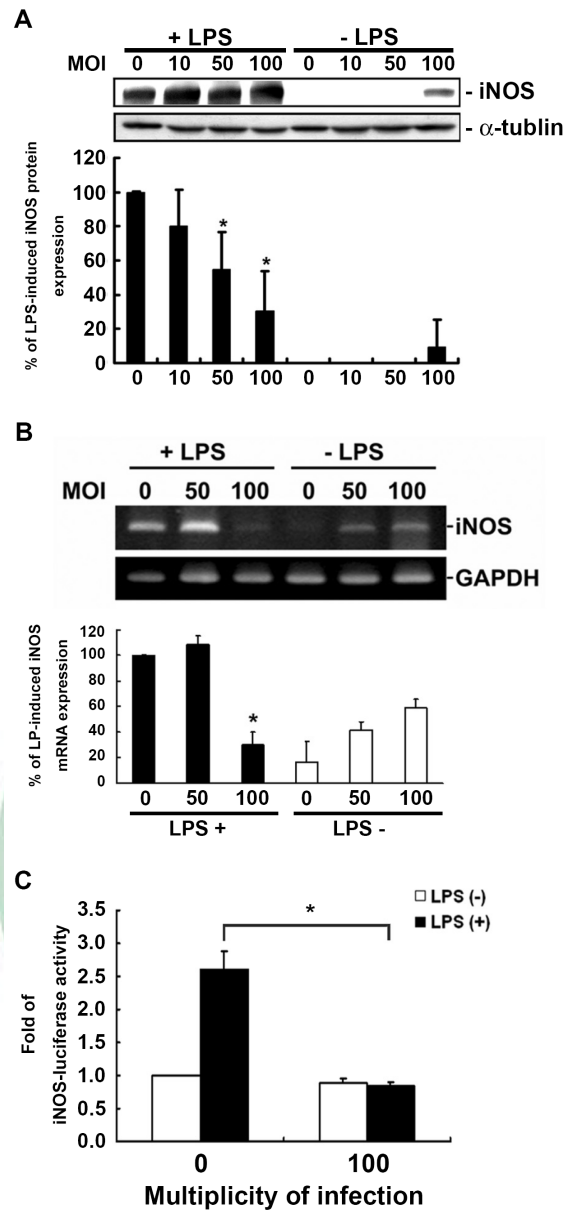 A
+ LPS - LPS
MOI 0 10 50 100 0 10 50 100
- iNOS
- α-tublin
% of LPS-induced iNOS protein
expression
120
100
80
60
40
20
0
* *
0 10 50 100 0 10 50 100
B
+ LPS - LPS
MOI 0 50 100 0 50 100
-iNOS
-GAPDH
% of LP-induced iNOS
mRNA expression
120
100
80
60
40
20
0
*
0 50 100 0 50 100
LPS + LPS -
C
LPS (-)
LPS (+)
*
Fold of
iNOS-luciferase activity
3.5
3.0
2.5
2.0
1.5
1.0
0.5
0.0
0 100
Multiplicity of infection